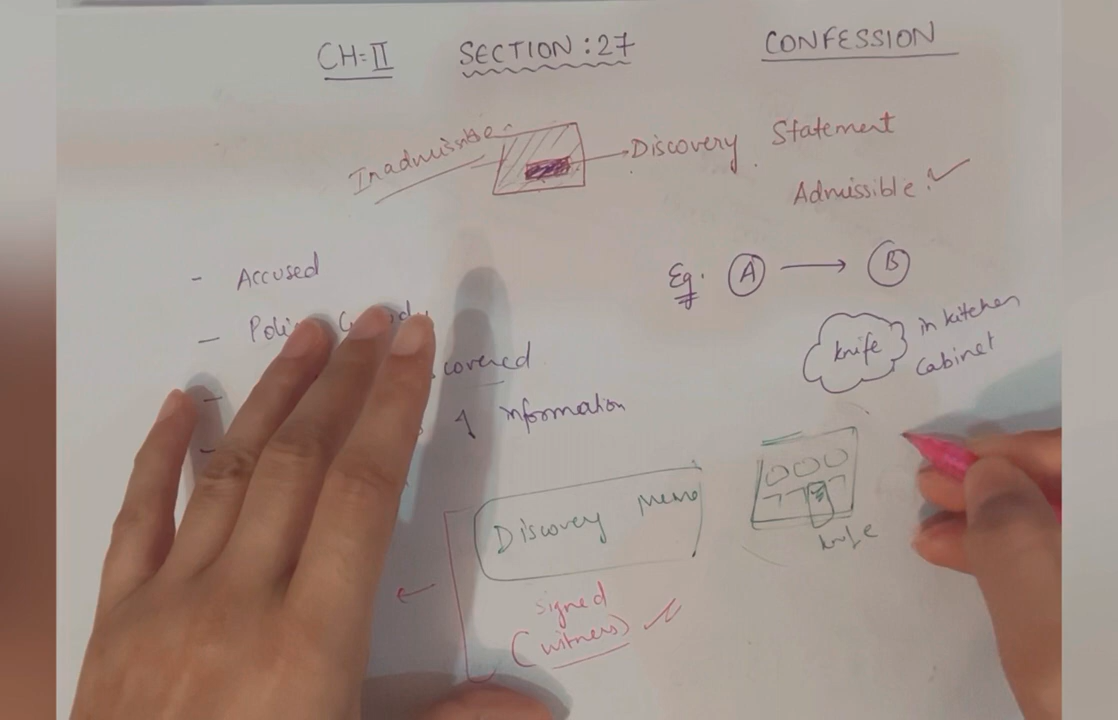 CH-II SECTION:27 CONFESSION
Inadmissible
Discovery Statement
Admissible.
- Accused
-
Eg. A → B
knife in kitchen
cabinet
covered
Information
Discovery Memo
knife
signed
(witness)